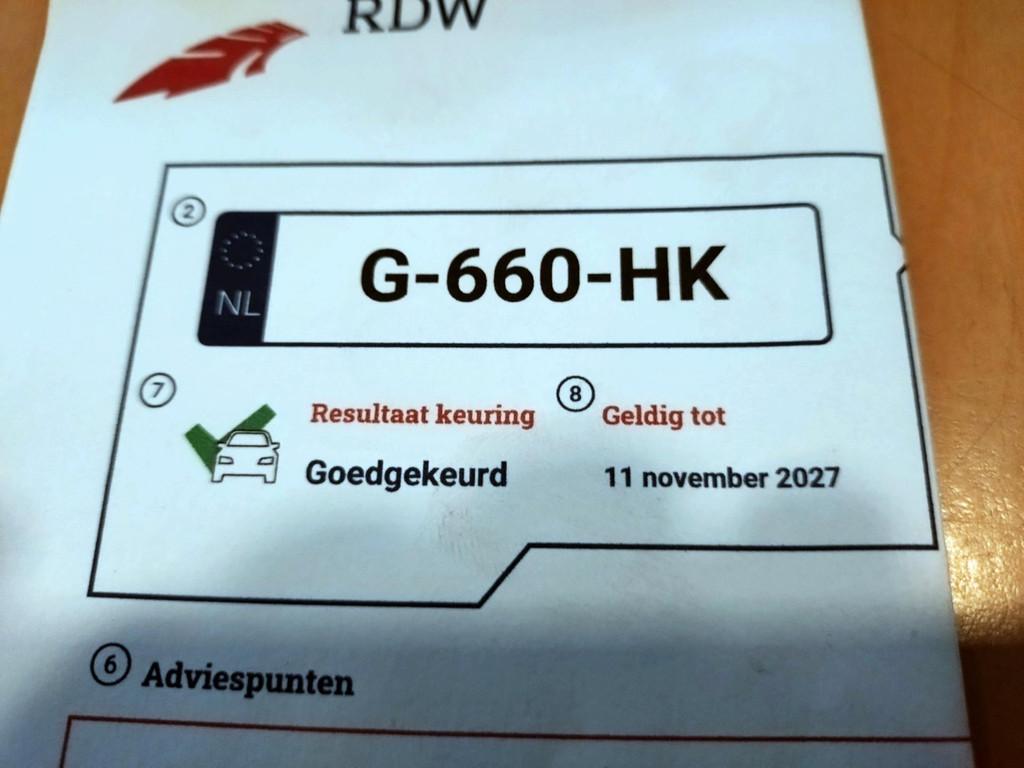 RDW
2
NL
G-660-HK
7
8
Resultaat keuring
Geldig tot
Goedgekeurd
11 november 2027
6 Adviespunten